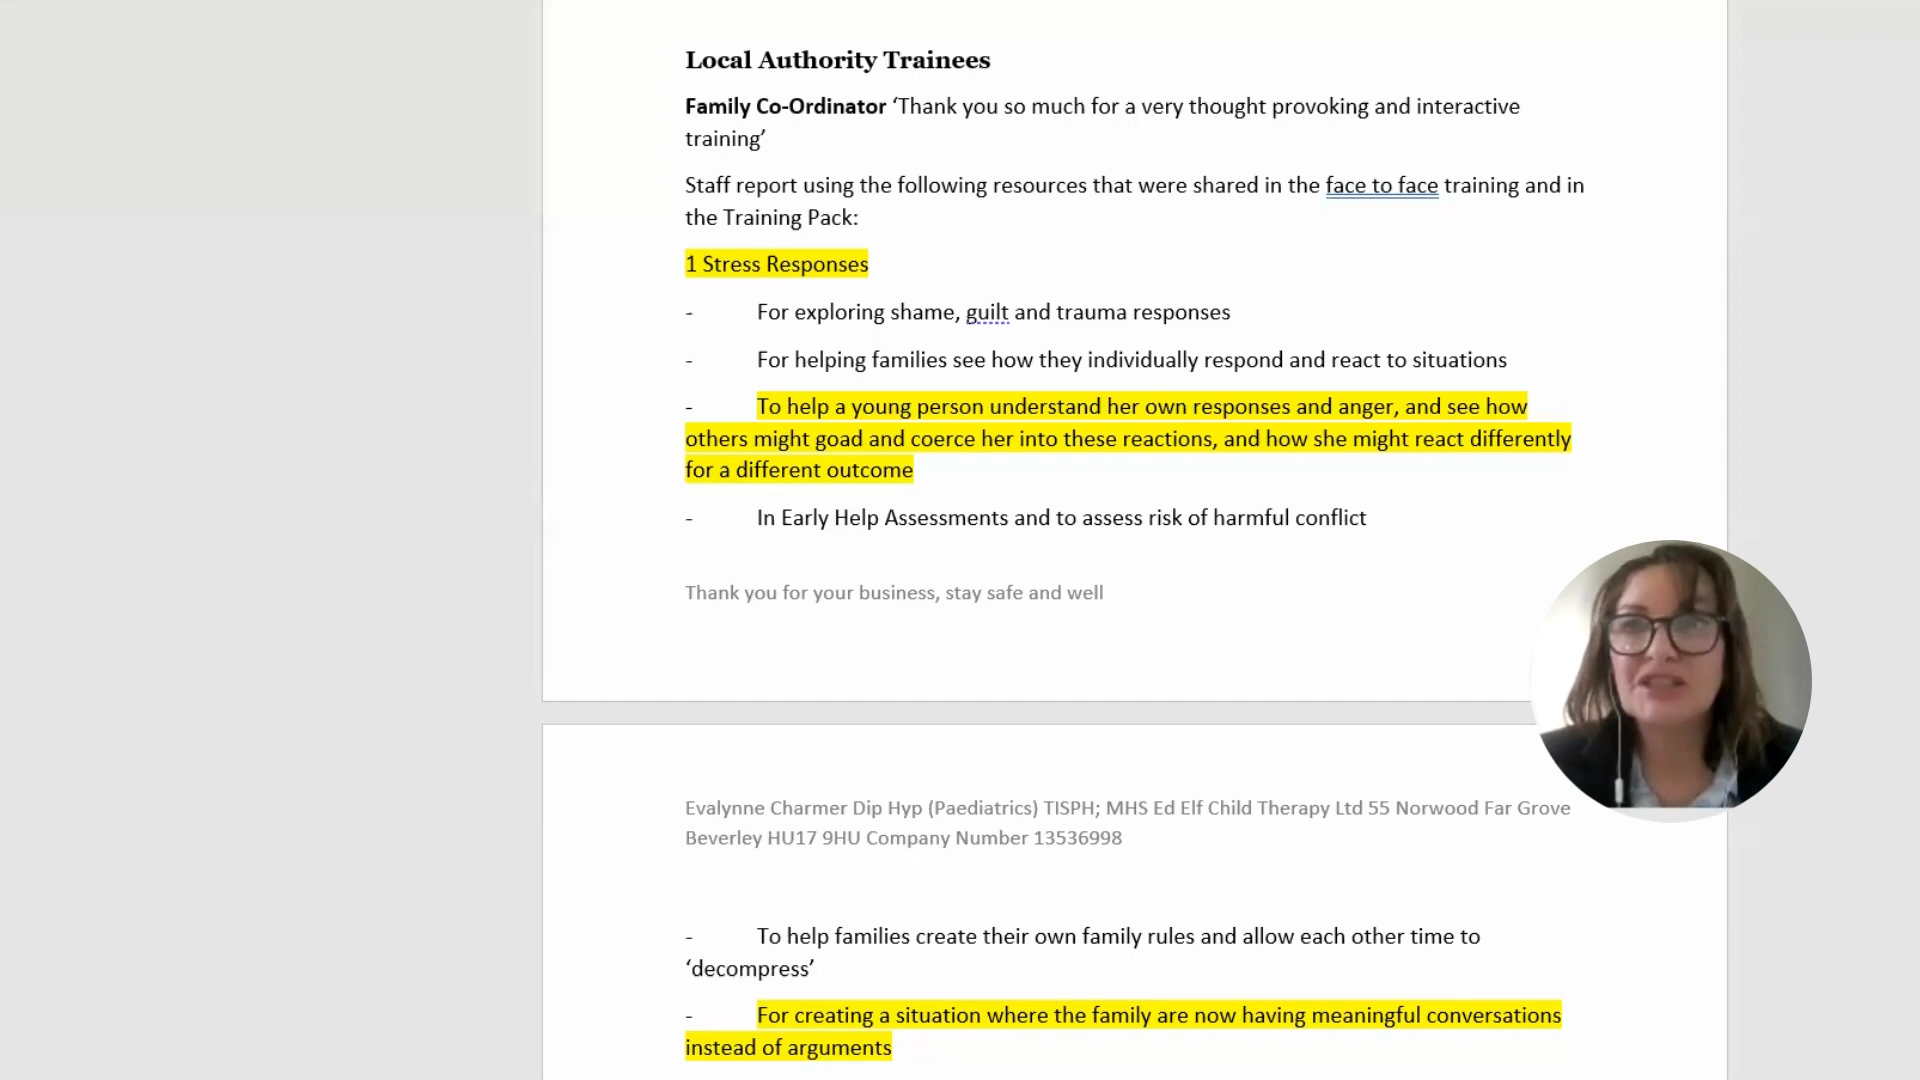 Local Authority Trainees
Family Co-Ordinator ‘Thank you so much for a very thought provoking and interactive
training’
Staff report using the following resources that were shared in the face to face training and in
the Training Pack:
1 Stress Responses
- For exploring shame, guilt and trauma responses
- For helping families see how they individually respond and react to situations
- To help a young person understand her own responses and anger, and see how
others might goad and coerce her into these reactions, and how she might react differently
for a different outcome
- In Early Help Assessments and to assess risk of harmful conflict
Thank you for your business, stay safe and well
Evalynne Charmer Dip Hyp (Paediatrics) TISPH; MHS Ed Elf Child Therapy Ltd 55 Norwood Far Grove
Beverley HU17 9HU Company Number 13536998
- To help families create their own family rules and allow each other time to
‘decompress’
- For creating a situation where the family are now having meaningful conversations
instead of arguments